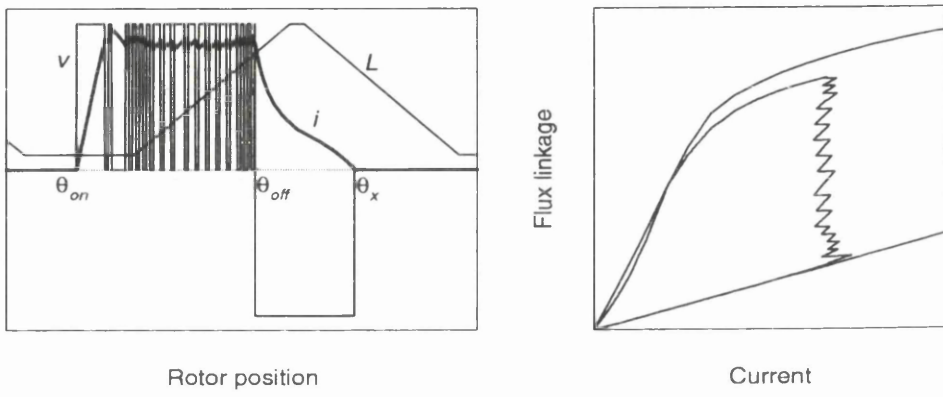 v
L
i
θon
θoff
θx
Rotor position
Flux linkage
Current